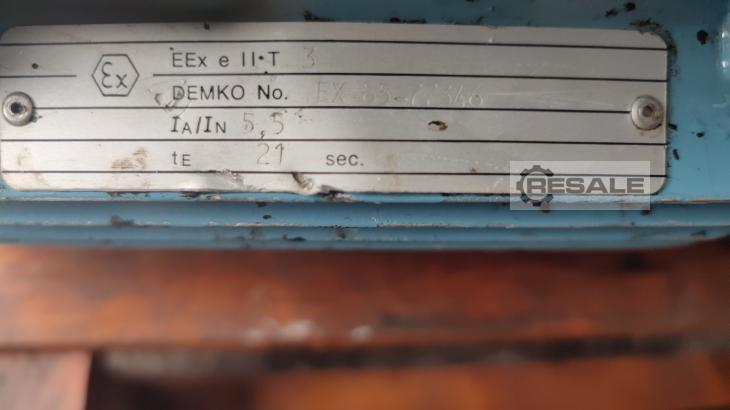 Ex
EEx e II·T 3
DEMKO No.
IA/IN 5,5
tE 21 sec.
RESALE